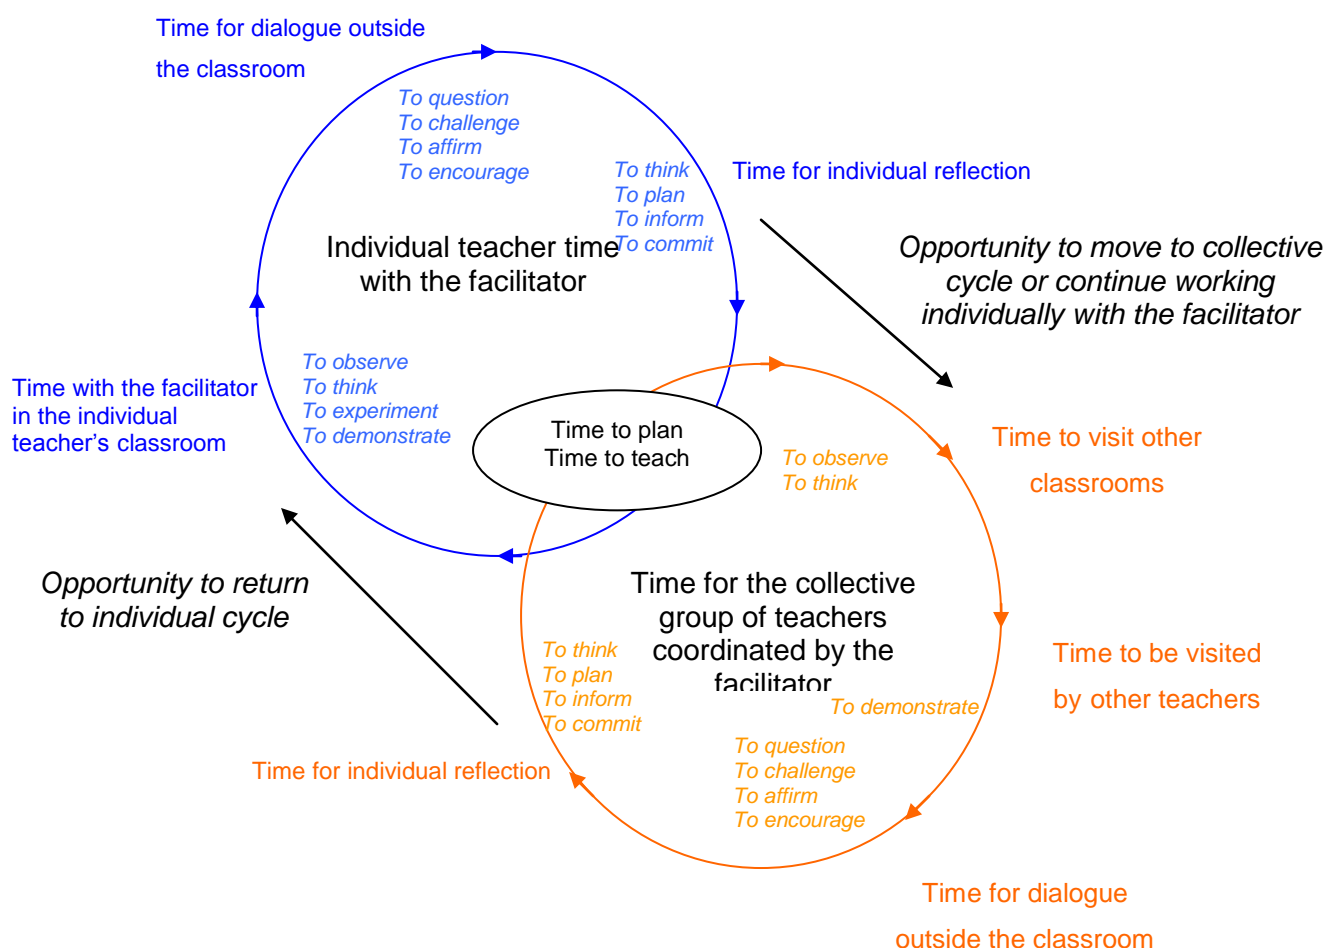 Time for dialogue outside
the classroom
To question
To challenge
To affirm
To encourage
To think
To plan
To inform
To commit
Time for individual reflection
Individual teacher time
with the facilitator
Opportunity to move to collective
cycle or continue working
individually with the facilitator
To observe
To think
To experiment
To demonstrate
Time with the facilitator
in the individual
teacher’s classroom
Time to plan
Time to teach
To observe
To think
Time to visit other
classrooms
Opportunity to return
to individual cycle
Time for the collective
group of teachers
coordinated by the
facilitator
To think
To plan
To inform
To commit
Time to be visited
by other teachers
To demonstrate
To question
To challenge
To affirm
To encourage
Time for individual reflection
Time for dialogue
outside the classroom